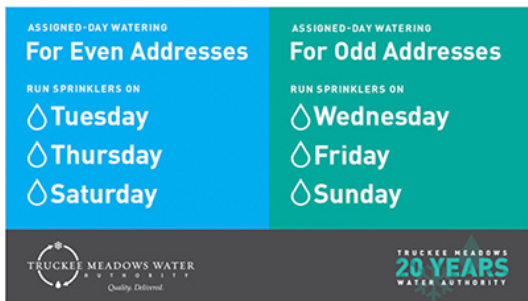 ASSIGNED-DAY WATERING
For Even Addresses
RUN SPRINKLERS ON
Tuesday
Thursday
Saturday
ASSIGNED-DAY WATERING
For Odd Addresses
RUN SPRINKLERS ON
Wednesday
Friday
Sunday
TRUCKEE MEADOWS WATER
AUTHORITY
Quality. Delivered.
TRUCKEE MEADOWS
20 YEARS
WATER AUTHORITY